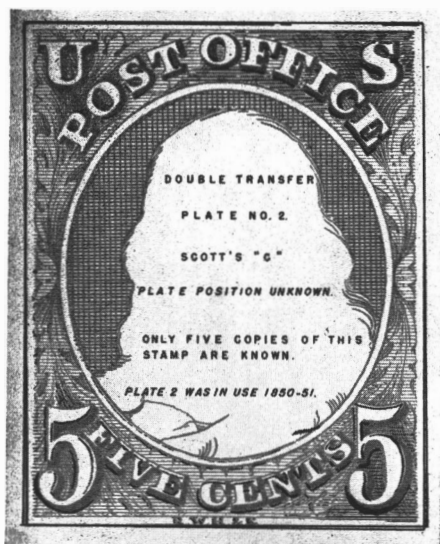 U S
POST OFFICE
DOUBLE TRANSFER
PLATE NO. 2.
SCOTT'S "C"
PLATE POSITION UNKNOWN.
ONLY FIVE COPIES OF THIS
STAMP ARE KNOWN.
PLATE 2 WAS IN USE 1850-51.
5 FIVE CENTS 5